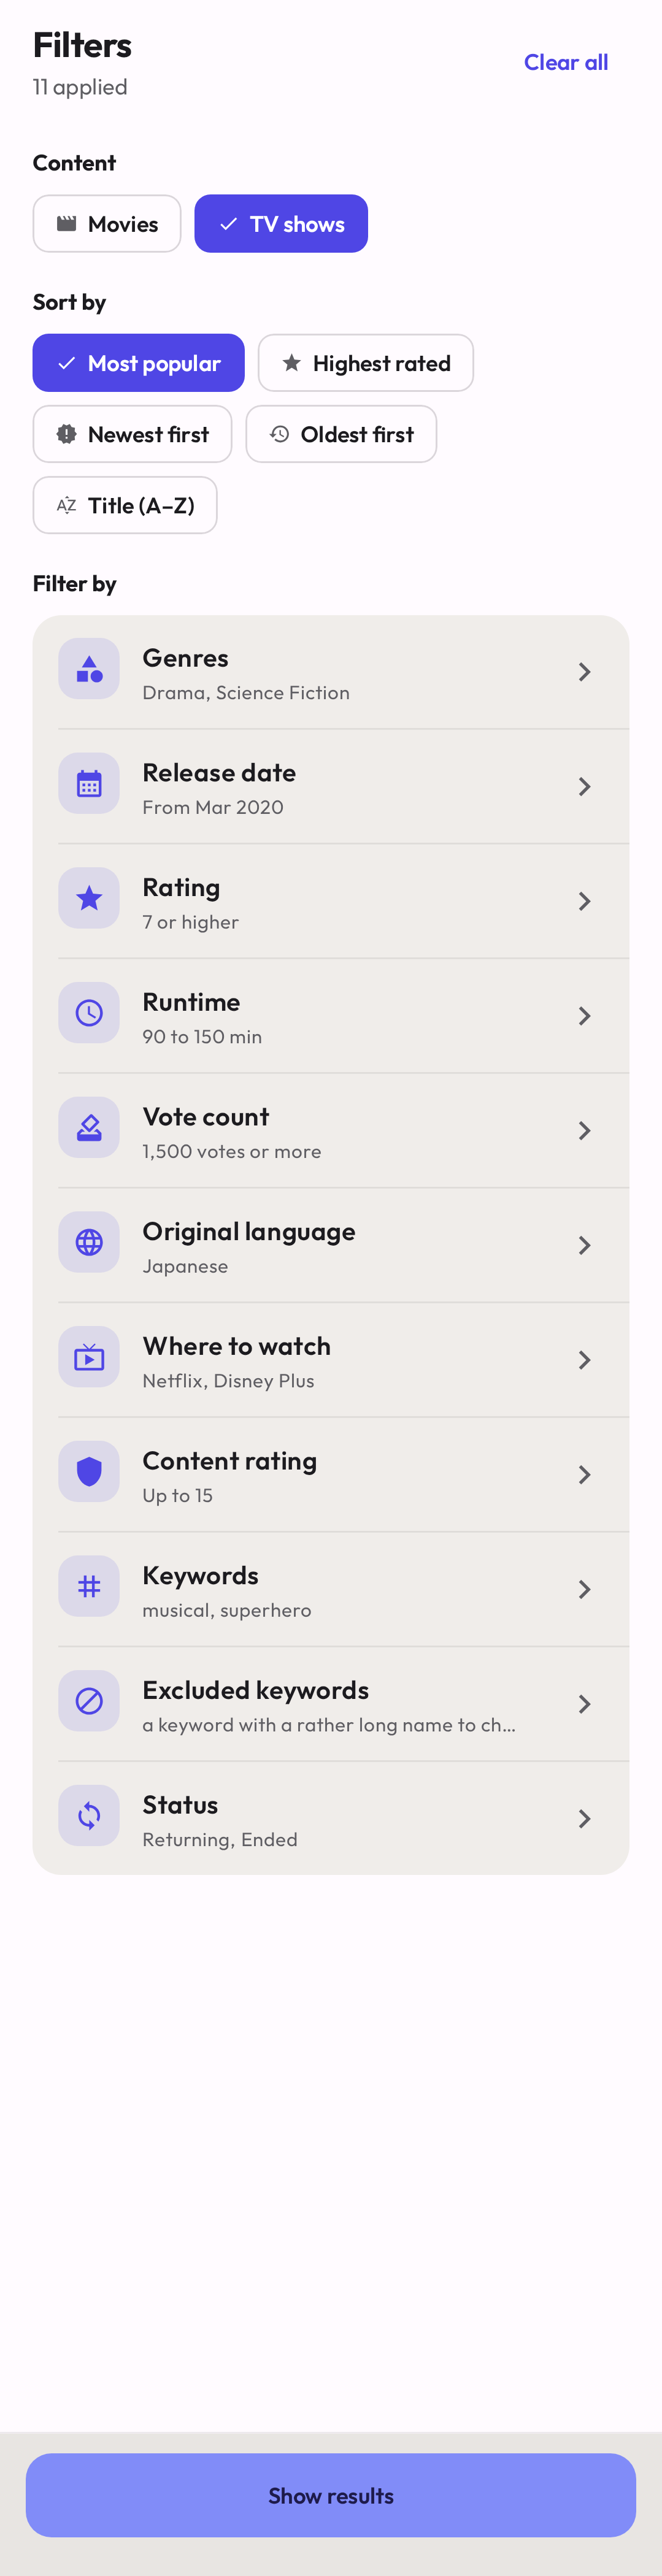 Filters
11 applied
Clear all
Content
Movies
TV shows
Sort by
Most popular
Highest rated
Newest first
Oldest first
AZ
Title (A–Z)
Filter by
Genres
Drama, Science Fiction
Release date
From Mar 2020
Rating
7 or higher
Runtime
90 to 150 min
Vote count
1,500 votes or more
Original language
Japanese
Where to watch
Netflix, Disney Plus
Content rating
Up to 15
Keywords
musical, superhero
Excluded keywords
a keyword with a rather long name to ch…
Status
Returning, Ended
Show results